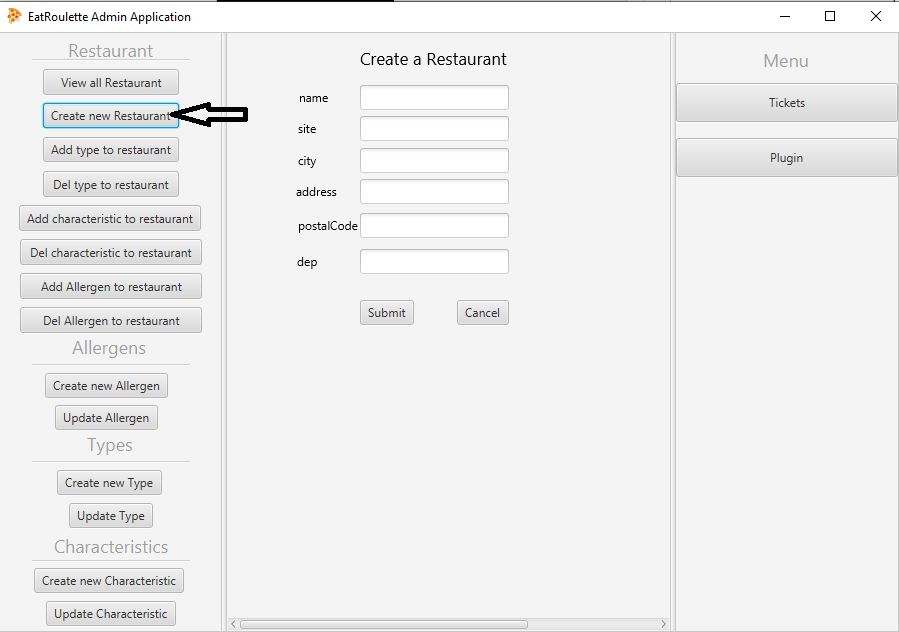 EatRoulette Admin Application
Restaurant
View all Restaurant
Create new Restaurant
Add type to restaurant
Del type to restaurant
Add characteristic to restaurant
Del characteristic to restaurant
Add Allergen to restaurant
Del Allergen to restaurant
Allergens
Create new Allergen
Update Allergen
Types
Create new Type
Update Type
Characteristics
Create new Characteristic
Update Characteristic
Create a Restaurant
name
site
city
address
postalCode
dep
Submit
Cancel
Menu
Tickets
Plugin